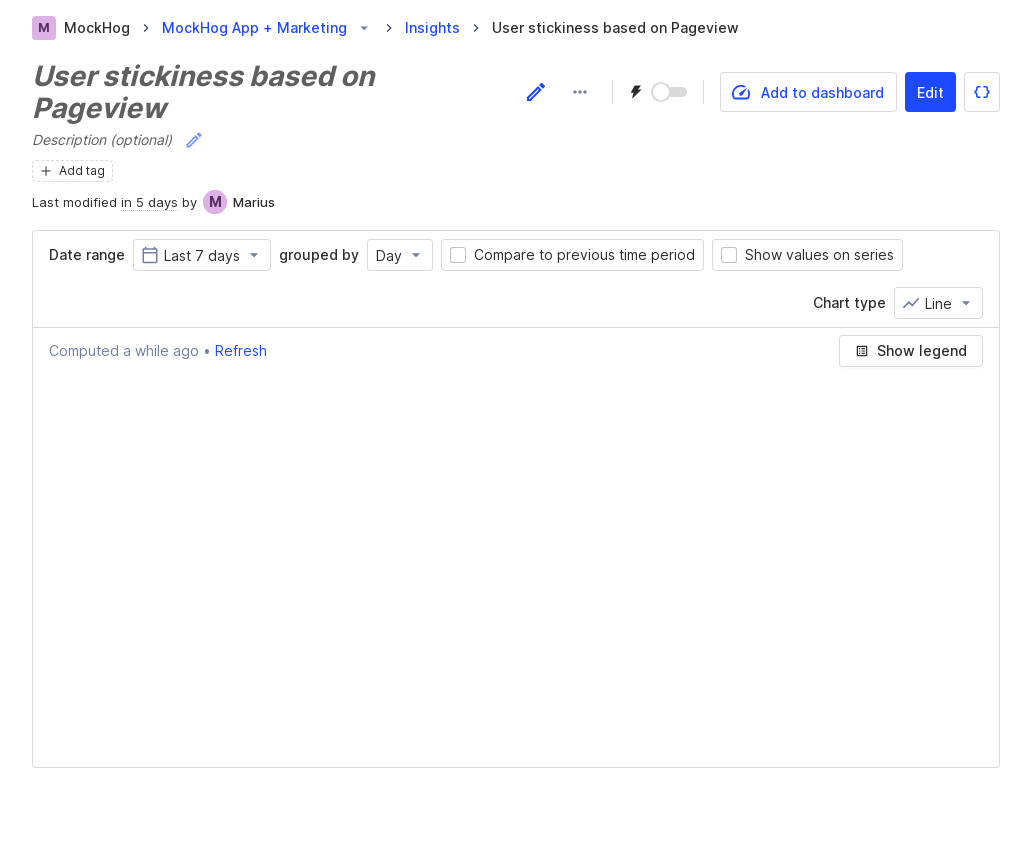 M MockHog MockHog App + Marketing Insights User stickiness based on Pageview
User stickiness based on
Pageview
Add to dashboard Edit
Description (optional)
Add tag
Last modified in 5 days by M Marius
Date range Last 7 days grouped by Day Compare to previous time period Show values on series
Chart type Line
Computed a while ago • Refresh Show legend